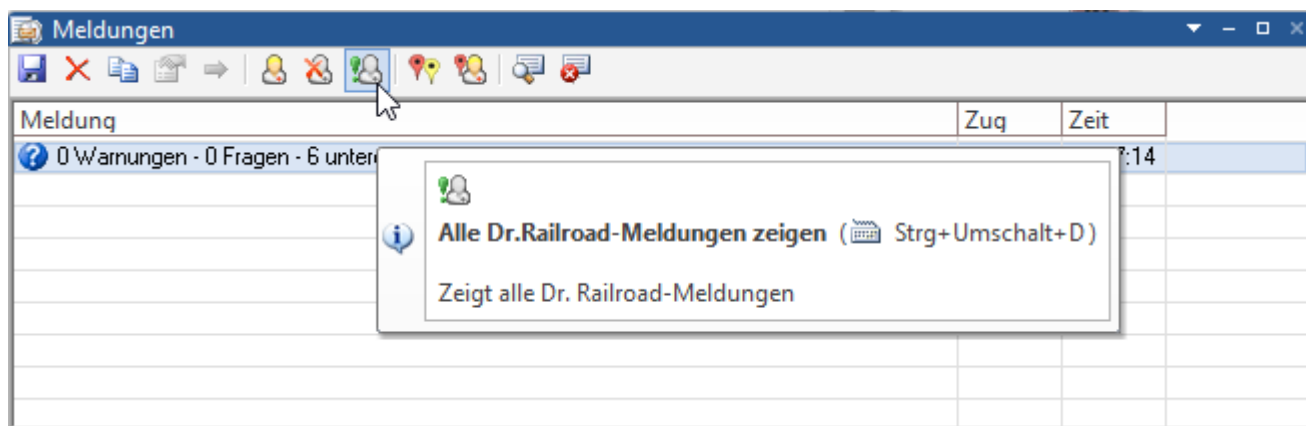 Meldungen
Meldung Zug Zeit
0 Warnungen - 0 Fragen - 6 :14
Alle Dr.Railroad-Meldungen zeigen ( Strg+Umschalt+D)
Zeigt alle Dr. Railroad-Meldungen